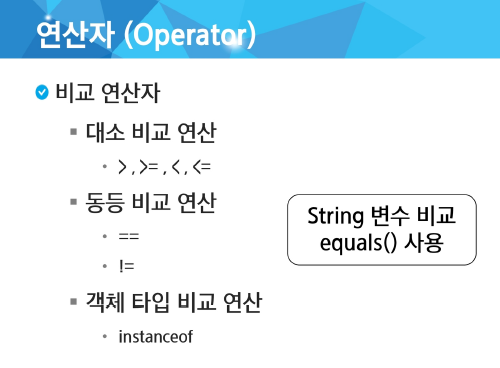 연산자 (Operator)
비교 연산자
대소 비교 연산
> , >= , < , <=
동등 비교 연산
==
!=
String 변수 비교
equals() 사용
객체 타입 비교 연산
instanceof